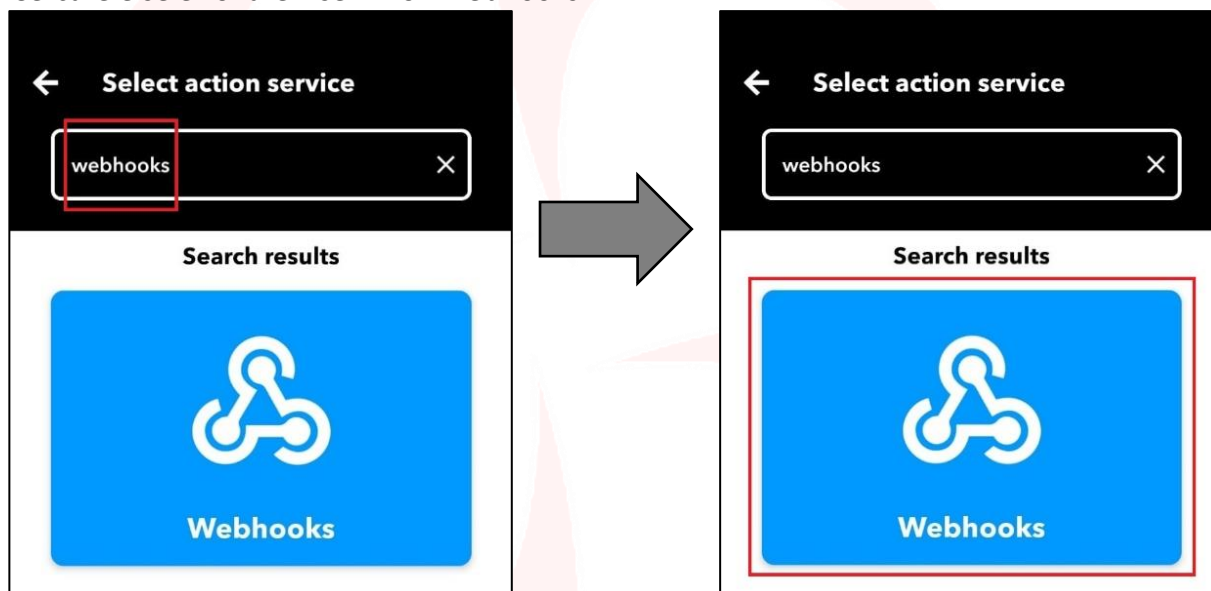 Select action service
webhooks
Search results
Webhooks
Select action service
webhooks
Search results
Webhooks